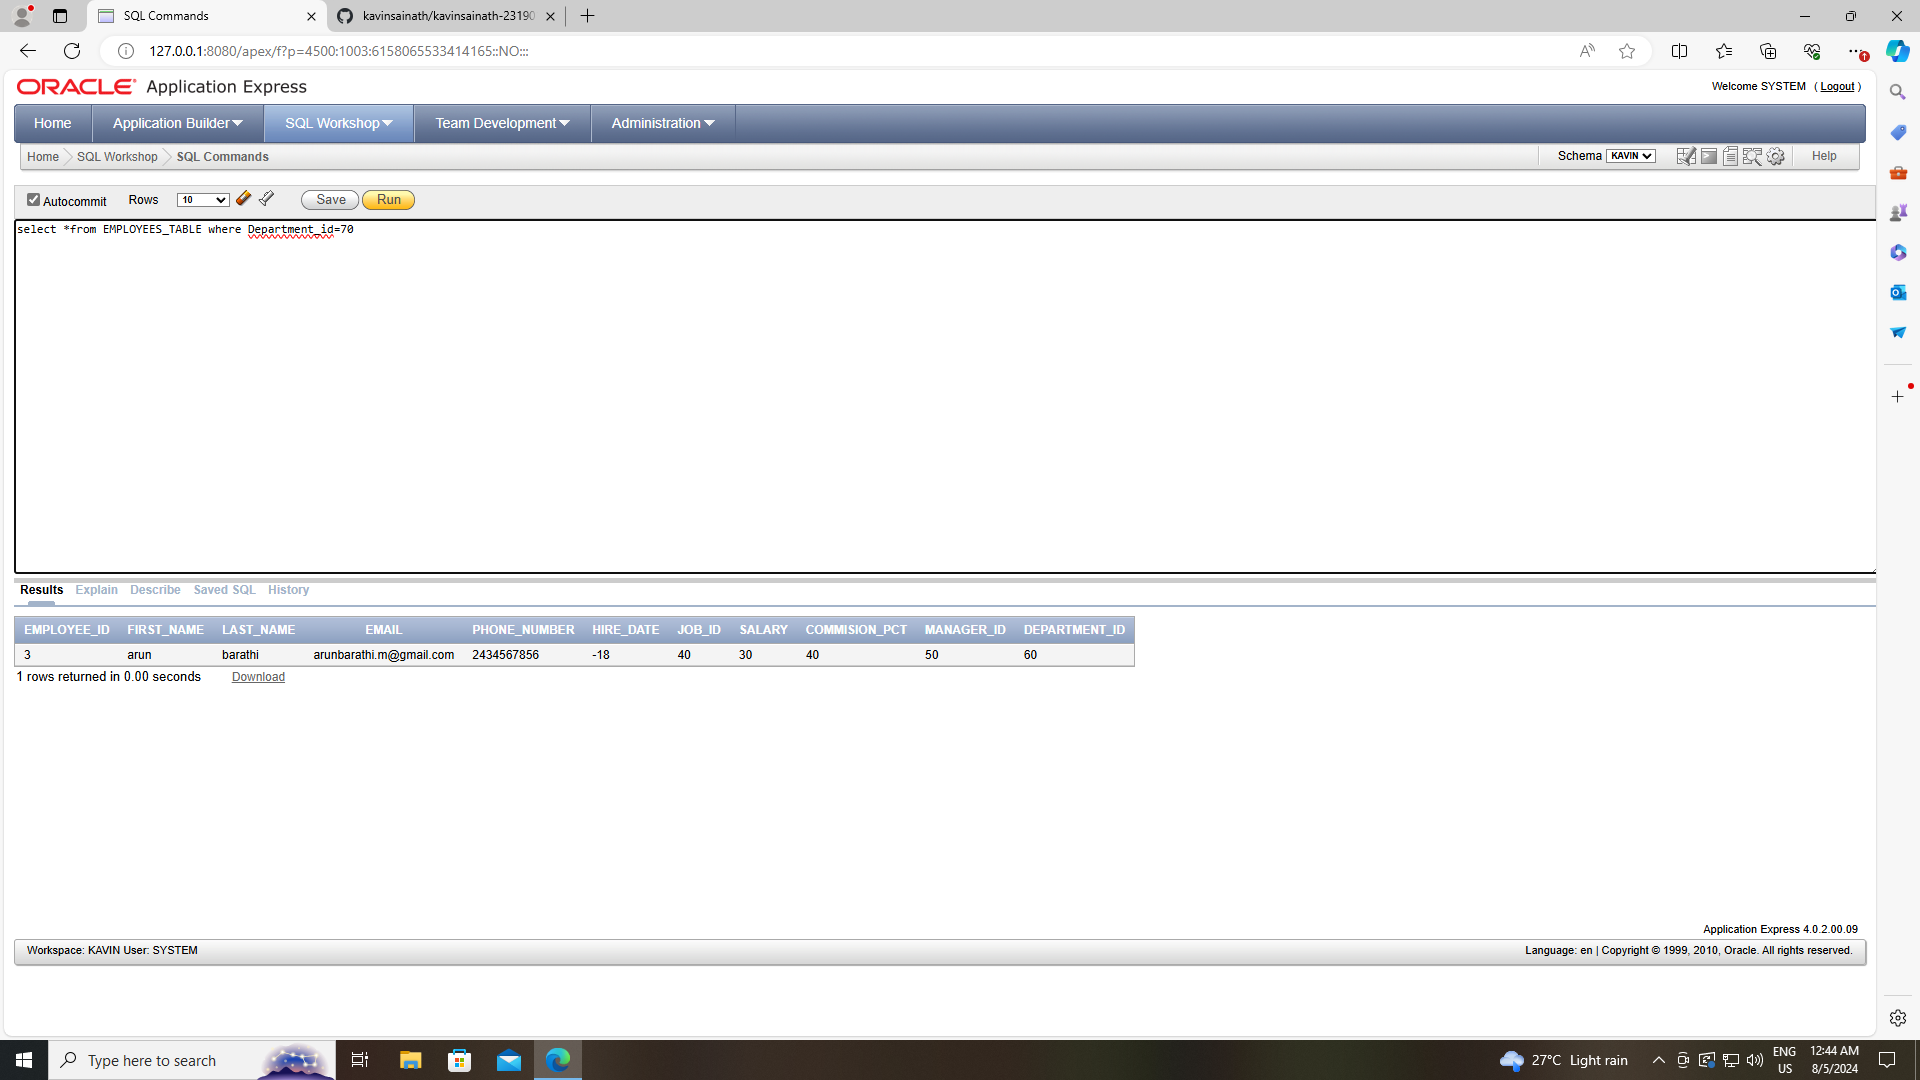 SQL Commands
kavinsainath/kavinsainath-23190
127.0.0.1:8080/apex/f?p=4500:1003:6158065533414165::NO:::
ORACLE Application Express
Welcome SYSTEM ( Logout )
Home Application Builder SQL Workshop Team Development Administration
Home SQL Workshop SQL Commands
Schema KAVIN Help
Autocommit Rows 10 Save Run
select *from EMPLOYEES_TABLE where Department_id=70
Results Explain Describe Saved SQL History
EMPLOYEE_ID FIRST_NAME LAST_NAME EMAIL PHONE_NUMBER HIRE_DATE JOB_ID SALARY COMMISION_PCT MANAGER_ID DEPARTMENT_ID
3 arun barathi arunbarathi.m@gmail.com 2434567856 -18 40 30 40 50 60
1 rows returned in 0.00 seconds Download
Application Express 4.0.2.00.09
Workspace: KAVIN User: SYSTEM
Language: en | Copyright © 1999, 2010, Oracle. All rights reserved.
Type here to search
27°C Light rain
ENG
US
12:44 AM
8/5/2024